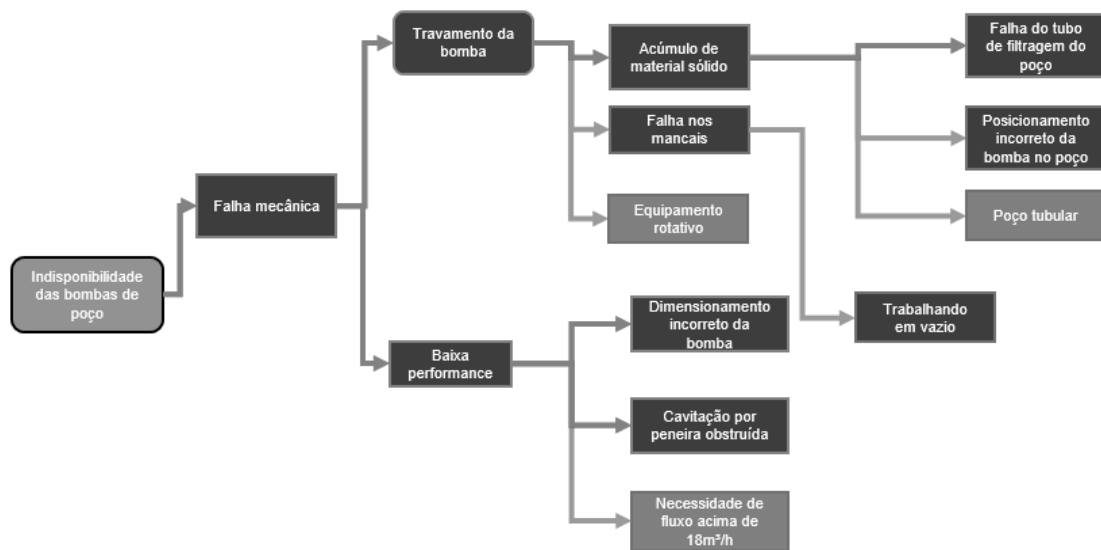 Indisponibilidade
das bombas de
poço
Falha mecânica
Travamento da
bomba
Baixa
performance
Acúmulo de
material sólido
Falha nos
mancais
Equipamento
rotativo
Dimensionamento
incorreto da
bomba
Cavitação por
peneira obstruída
Necessidade de
fluxo acima de
18m³/h
Falha do tubo
de filtragem do
poço
Posicionamento
incorreto da
bomba no poço
Poço tubular
Trabalhando
em vazio